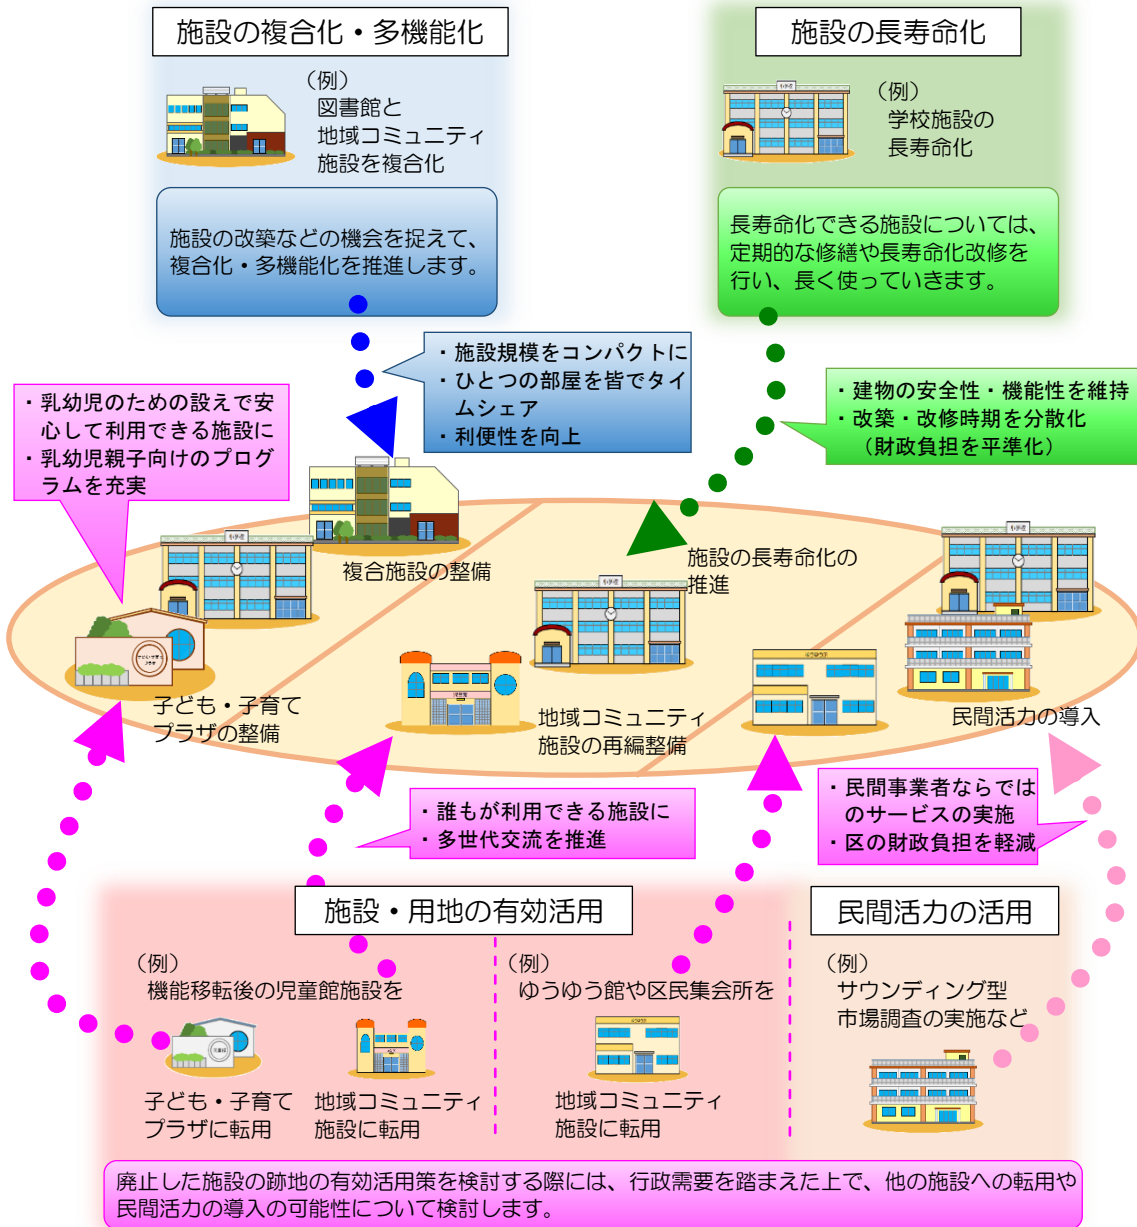 施設の複合化・多機能化
(例)
図書館と
地域コミュニティ
施設を複合化
施設の改築などの機会を捉えて、
複合化・多機能化を推進します。
施設の長寿命化
(例)
学校施設の
長寿命化
長寿命化できる施設については、
定期的な修繕や長寿命化改修を
行い、長く使っていきます。
・施設規模をコンパクトに
・ひとつの部屋を皆でタイ
ムシェア
・利便性を向上
・建物の安全性・機能性を維持
・改築・改修時期を分散化
(財政負担を平準化)
・乳幼児のための設えで安
心して利用できる施設に
・乳幼児親子向けのプログ
ラムを充実
複合施設の整備
施設の長寿命化の
推進
子ども・子育て
プラザの整備
児童館
地域コミュニティ
施設の再編整備
ゆうゆう館
民間活力の導入
・誰もが利用できる施設に
・多世代交流を推進
・民間事業者ならでは
のサービスの実施
・区の財政負担を軽減
施設・用地の有効活用
(例)
機能移転後の児童館施設を
児童館
子ども・子育て
プラザに転用
地域コミュニティ
施設に転用
(例)
ゆうゆう館や区民集会所を
地域コミュニティ
施設に転用
民間活力の活用
(例)
サウンディング型
市場調査の実施など
廃止した施設の跡地の有効活用策を検討する際には、行政需要を踏まえた上で、他の施設への転用や
民間活力の導入の可能性について検討します。